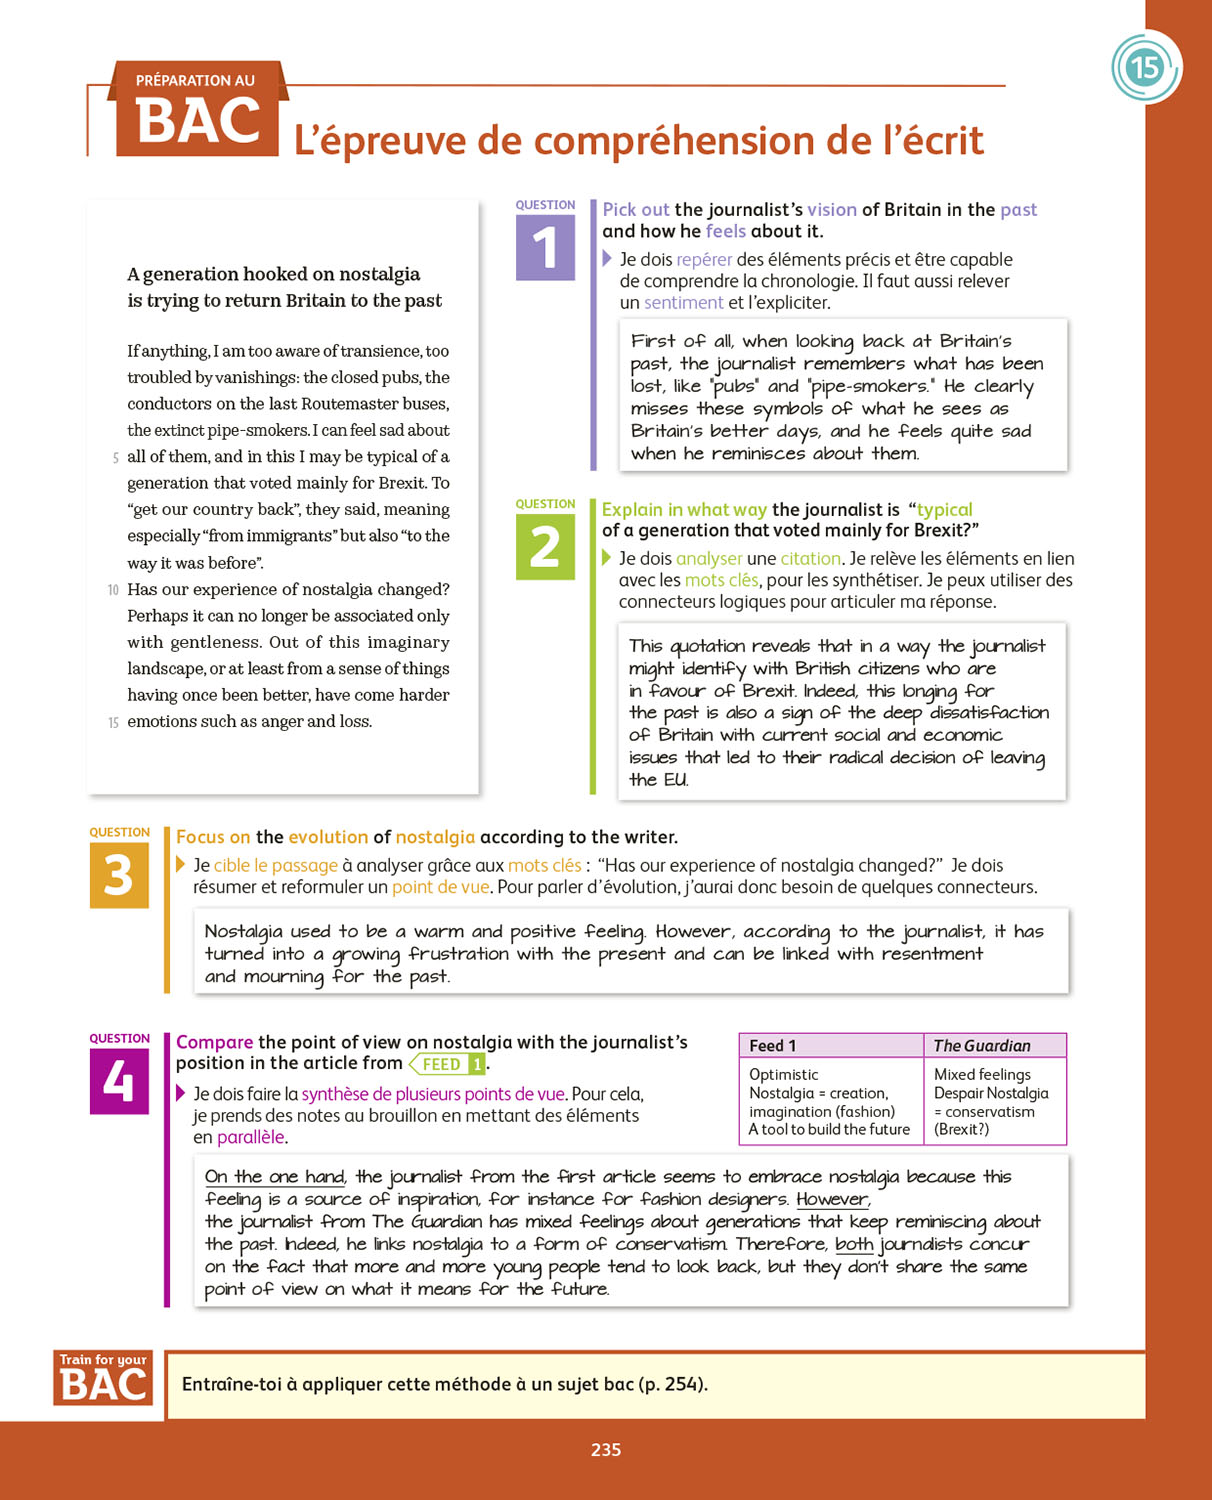 15
PRÉPARATION AU
BAC
L'épreuve de compréhension de l'écrit
A generation hooked on nostalgia
is trying to return Britain to the past
If anything, I am too aware of transience, too
troubled by vanishings: the closed pubs, the
conductors on the last Routemaster buses,
the extinct pipe-smokers. I can feel sad about
5 all of them, and in this I may be typical of a
generation that voted mainly for Brexit. To
“get our country back”, they said, meaning
especially “from immigrants” but also “to the
way it was before”.
10 Has our experience of nostalgia changed?
Perhaps it can no longer be associated only
with gentleness. Out of this imaginary
landscape, or at least from a sense of things
having once been better, have come harder
15 emotions such as anger and loss.
QUESTION
1
Pick out the journalist's vision of Britain in the past
and how he feels about it.
Je dois repérer des éléments précis et être capable
de comprendre la chronologie. Il faut aussi relever
un sentiment et l'expliciter.
First of all, when looking back at Britain's
past, the journalist remembers what has been
lost, like "pubs" and "pipe-smokers." He clearly
misses these symbols of what he sees as
Britain's better days, and he feels quite sad
when he reminisces about them.
QUESTION
2
Explain in what way the journalist is “typical
of a generation that voted mainly for Brexit?”
Je dois analyser une citation. Je relève les éléments en lien
avec les mots clés, pour les synthétiser. Je peux utiliser des
connecteurs logiques pour articuler ma réponse.
This quotation reveals that in a way the journalist
might identify with British citizens who are
in favour of Brexit. Indeed, this longing for
the past is also a sign of the deep dissatisfaction
of Britain with current social and economic
issues that led to their radical decision of leaving
the EU.
QUESTION
3
Focus on the evolution of nostalgia according to the writer.
Je cible le passage à analyser grâce aux mots clés : “Has our experience of nostalgia changed?” Je dois
résumer et reformuler un point de vue. Pour parler d'évolution, j'aurai donc besoin de quelques connecteurs.
Nostalgia used to be a warm and positive feeling. However, according to the journalist, it has
turned into a growing frustration with the present and can be linked with resentment
and mourning for the past.
QUESTION
4
Compare the point of view on nostalgia with the journalist's
position in the article from FEED 1.
Je dois faire la synthèse de plusieurs points de vue. Pour cela,
je prends des notes au brouillon en mettant des éléments
en parallèle.
Feed 1 The Guardian
Optimistic Mixed feelings
Nostalgia = creation, Despair Nostalgia
imagination (fashion) = conservatism
A tool to build the future (Brexit?)
On the one hand, the journalist from the first article seems to embrace nostalgia because this
feeling is a source of inspiration, for instance for fashion designers. However,
the journalist from The Guardian has mixed feelings about generations that keep reminiscing about
the past. Indeed, he links nostalgia to a form of conservatism. Therefore, both journalists concur
on the fact that more and more young people tend to look back, but they don't share the same
point of view on what it means for the future.
Train for your
BAC
Entraîne-toi à appliquer cette méthode à un sujet bac (p. 254).
235